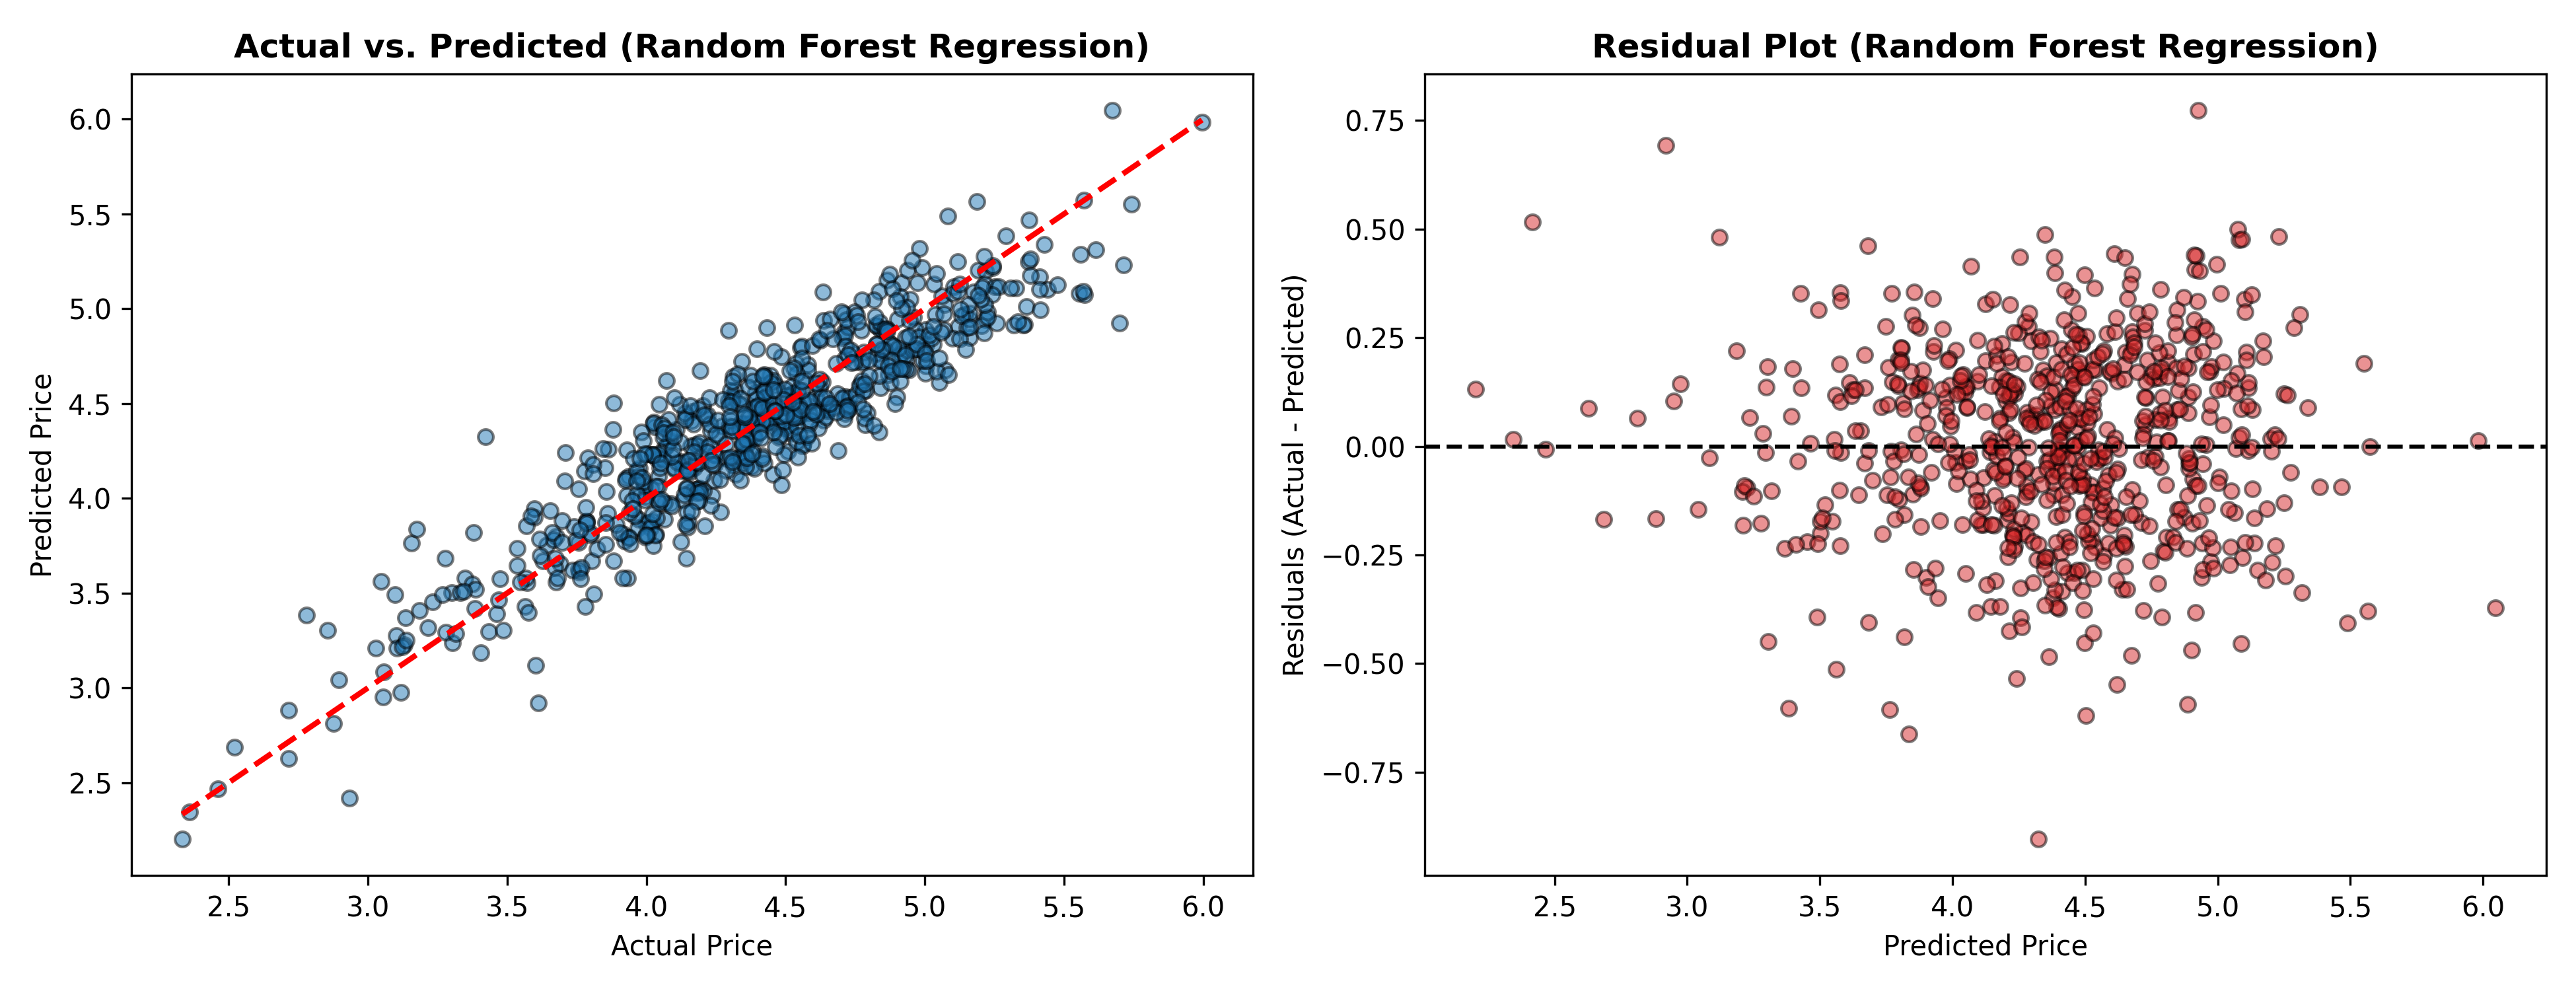 Actual vs. Predicted (Random Forest Regression)
Predicted Price
6.0
5.5
5.0
4.5
4.0
3.5
3.0
2.5
2.5 3.0 3.5 4.0 4.5 5.0 5.5 6.0
Actual Price
Residual Plot (Random Forest Regression)
Residuals (Actual - Predicted)
0.75
0.50
0.25
0.00
−0.25
−0.50
−0.75
2.5 3.0 3.5 4.0 4.5 5.0 5.5 6.0
Predicted Price